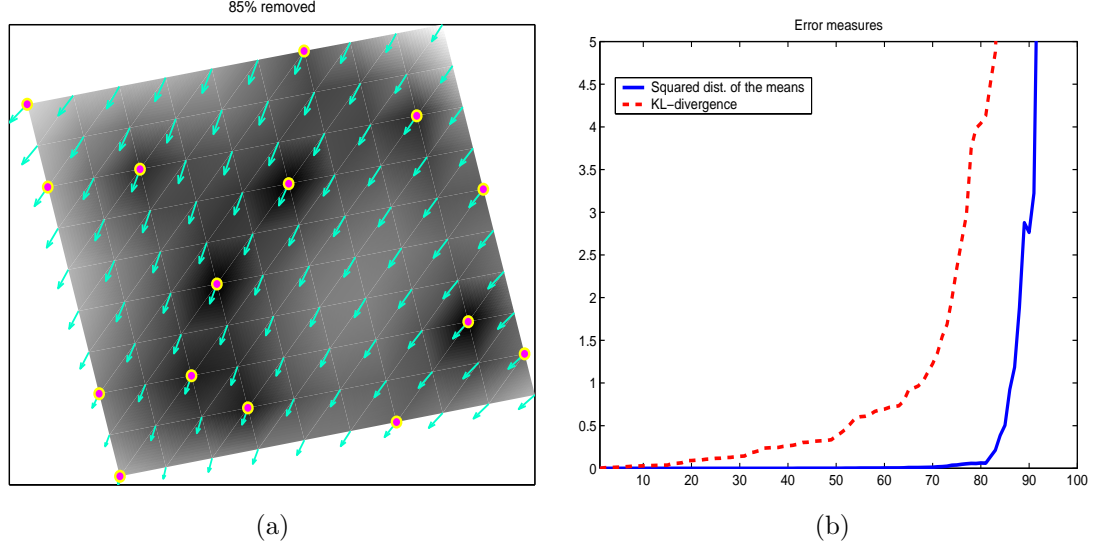 85% removed
(a)
Error measures
Squared dist. of the means
KL−divergence
5
4.5
4
3.5
3
2.5
2
1.5
1
0.5
0
10 20 30 40 50 60 70 80 90 100
(b)